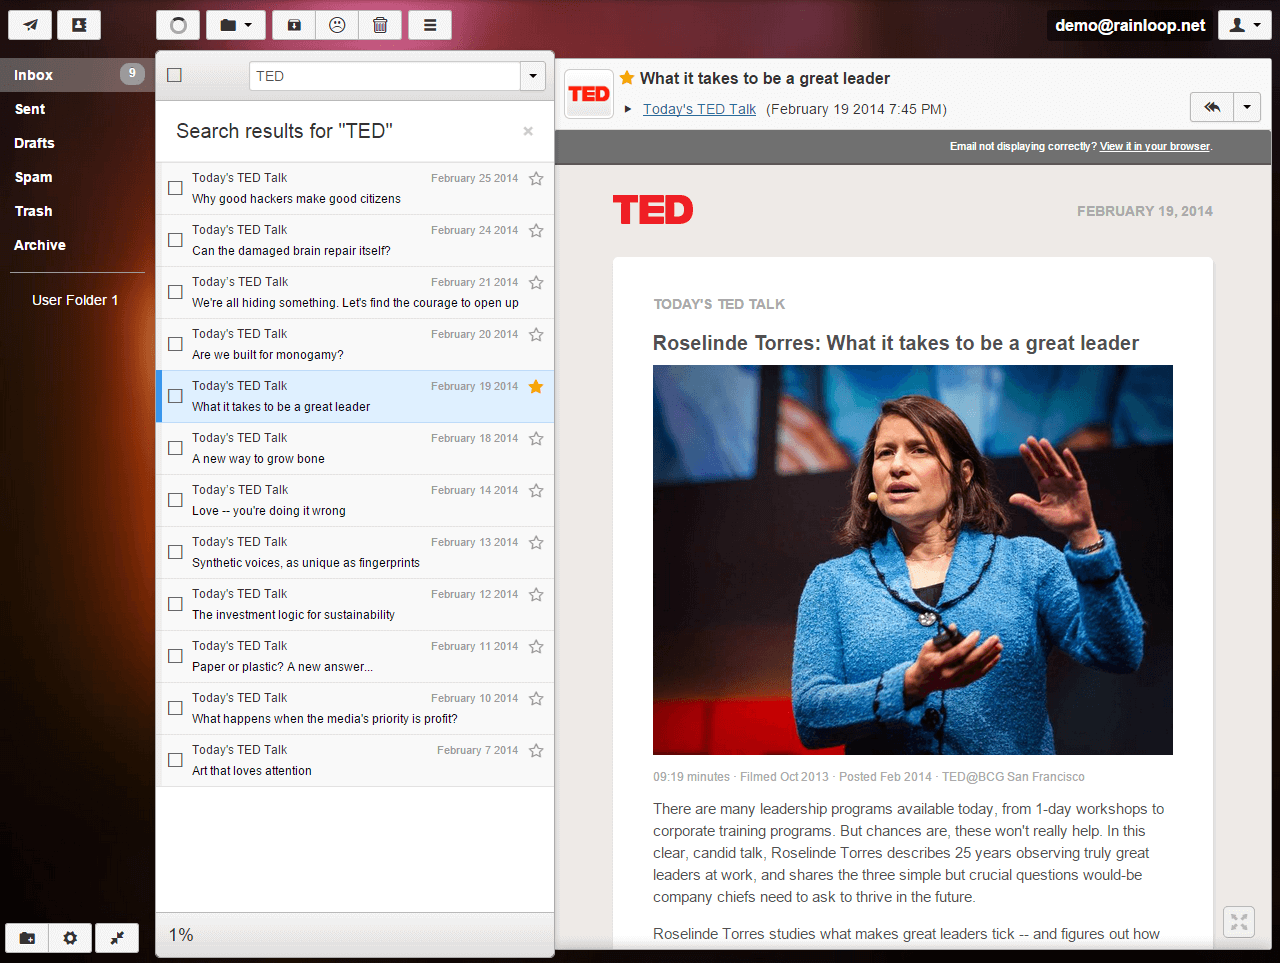 demo@rainloop.net
Inbox 9
Sent
Drafts
Spam
Trash
Archive
User Folder 1
TED
Search results for "TED"
×
Today's TED Talk February 25 2014
Why good hackers make good citizens
Today's TED Talk February 24 2014
Can the damaged brain repair itself?
Today's TED Talk February 21 2014
We're all hiding something. Let's find the courage to open up
Today's TED Talk February 20 2014
Are we built for monogamy?
Today's TED Talk February 19 2014
What it takes to be a great leader
Today's TED Talk February 18 2014
A new way to grow bone
Today's TED Talk February 14 2014
Love -- you're doing it wrong
Today's TED Talk February 13 2014
Synthetic voices, as unique as fingerprints
Today's TED Talk February 12 2014
The investment logic for sustainability
Today's TED Talk February 11 2014
Paper or plastic? A new answer...
Today's TED Talk February 10 2014
What happens when the media's priority is profit?
Today's TED Talk February 7 2014
Art that loves attention
1%
TED
What it takes to be a great leader
Today's TED Talk (February 19 2014 7:45 PM)
Email not displaying correctly? View it in your browser.
TED
FEBRUARY 19, 2014
TODAY'S TED TALK
Roselinde Torres: What it takes to be a great leader
09:19 minutes · Filmed Oct 2013 · Posted Feb 2014 · TED@BCG San Francisco
There are many leadership programs available today, from 1-day workshops to
corporate training programs. But chances are, these won't really help. In this
clear, candid talk, Roselinde Torres describes 25 years observing truly great
leaders at work, and shares the three simple but crucial questions would-be
company chiefs need to ask to thrive in the future.
Roselinde Torres studies what makes great leaders tick -- and figures out how